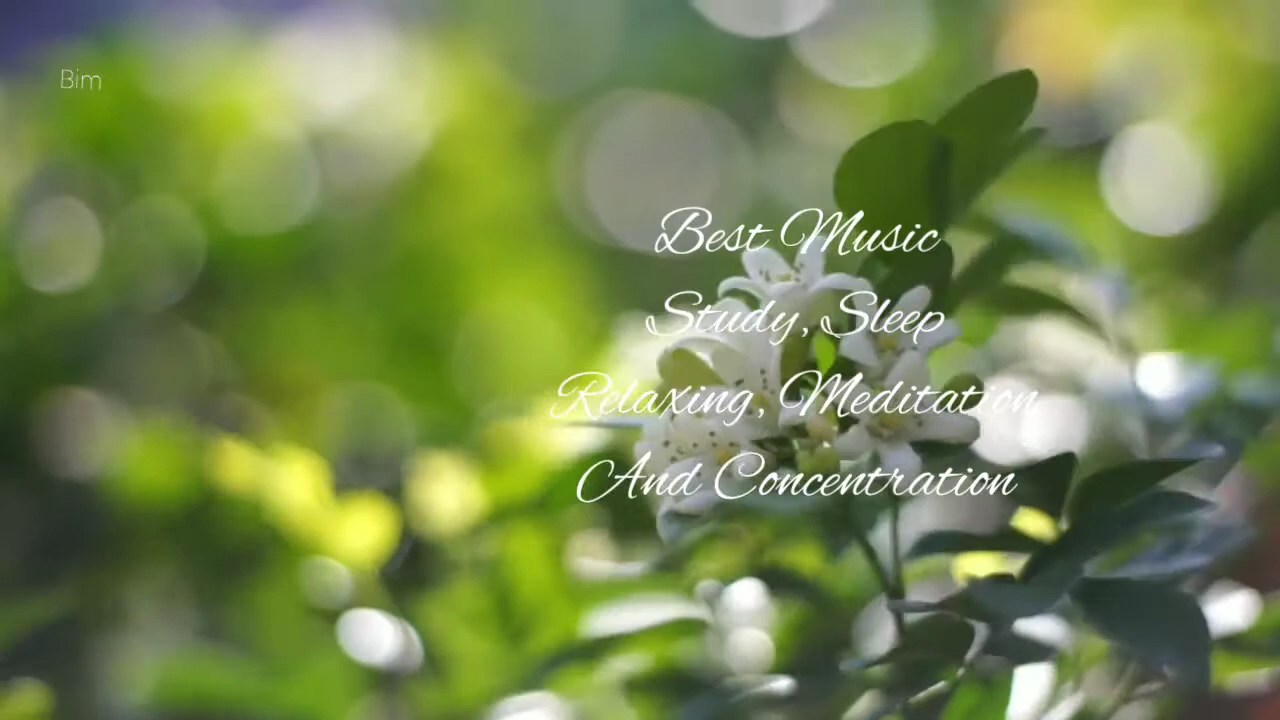 Bim
Best Music
Study, Sleep
Relaxing, Meditation
And Concentration